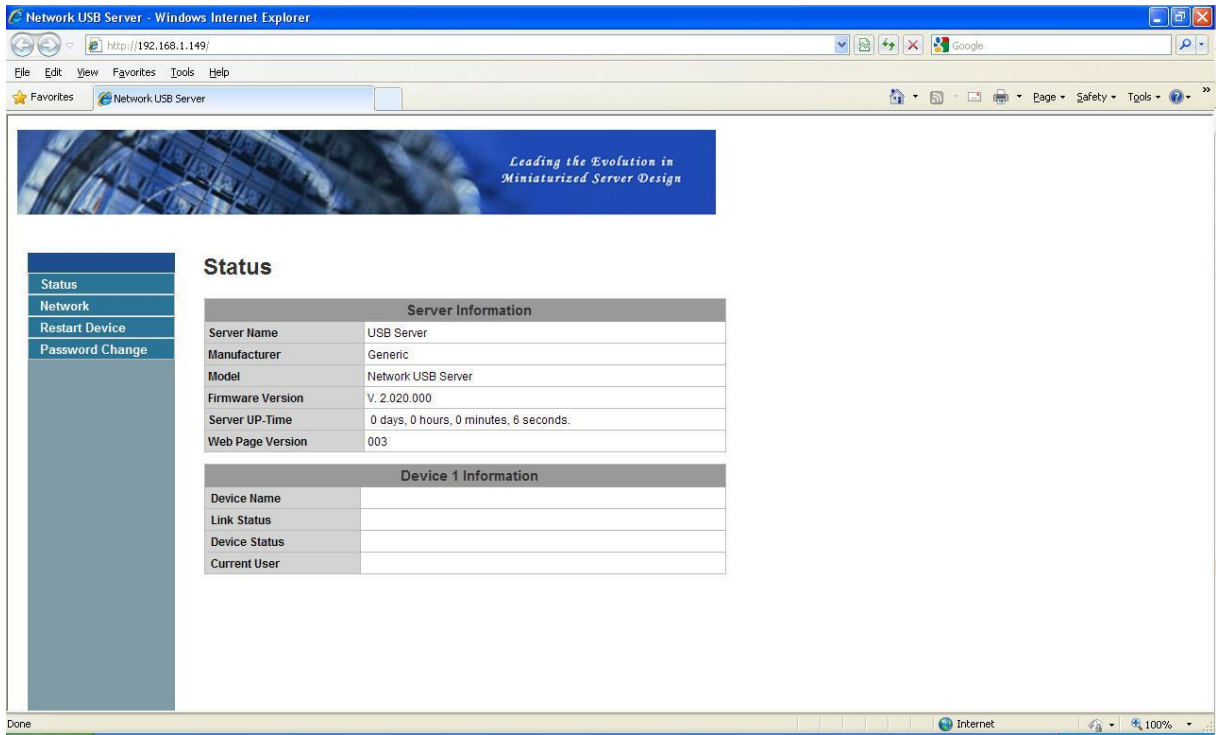 Network USB Server - Windows Internet Explorer
http://192.168.1.149/
Google
File Edit View Favorites Tools Help
Favorites Network USB Server Page Safety Tools »
Leading the Evolution in
Miniaturized Server Design
Status
Network
Restart Device
Password Change
Status
Server Information
Server Name USB Server
Manufacturer Generic
Model Network USB Server
Firmware Version V. 2.020.000
Server UP-Time 0 days, 0 hours, 0 minutes, 6 seconds.
Web Page Version 003
Device 1 Information
Device Name
Link Status
Device Status
Current User
Done Internet 100%